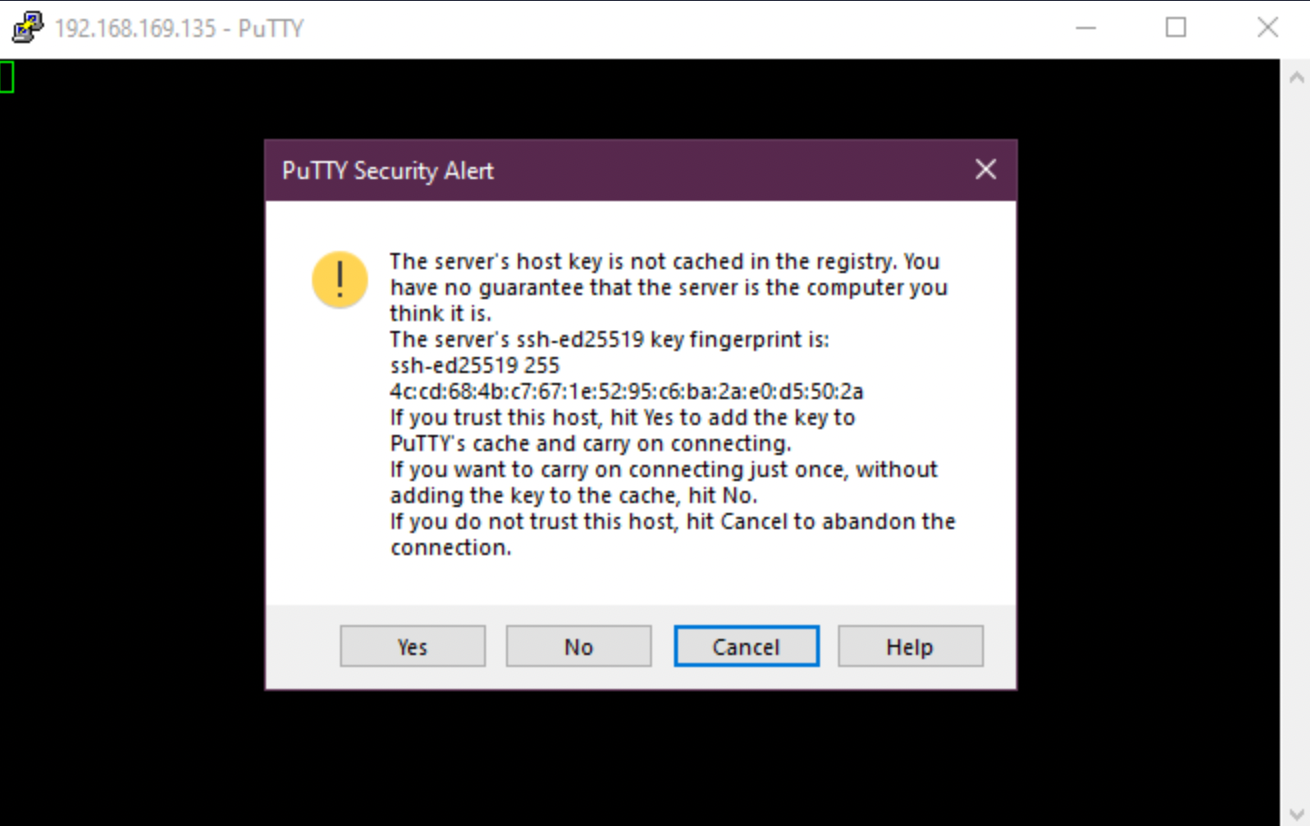 192.168.169.135 - PuTTY
PuTTY Security Alert
The server's host key is not cached in the registry. You
have no guarantee that the server is the computer you
think it is.
The server's ssh-ed25519 key fingerprint is:
ssh-ed25519 255
4c:cd:68:4b:c7:67:1e:52:95:c6:ba:2a:e0:d5:50:2a
If you trust this host, hit Yes to add the key to
PuTTY's cache and carry on connecting.
If you want to carry on connecting just once, without
adding the key to the cache, hit No.
If you do not trust this host, hit Cancel to abandon the
connection.
Yes No Cancel Help